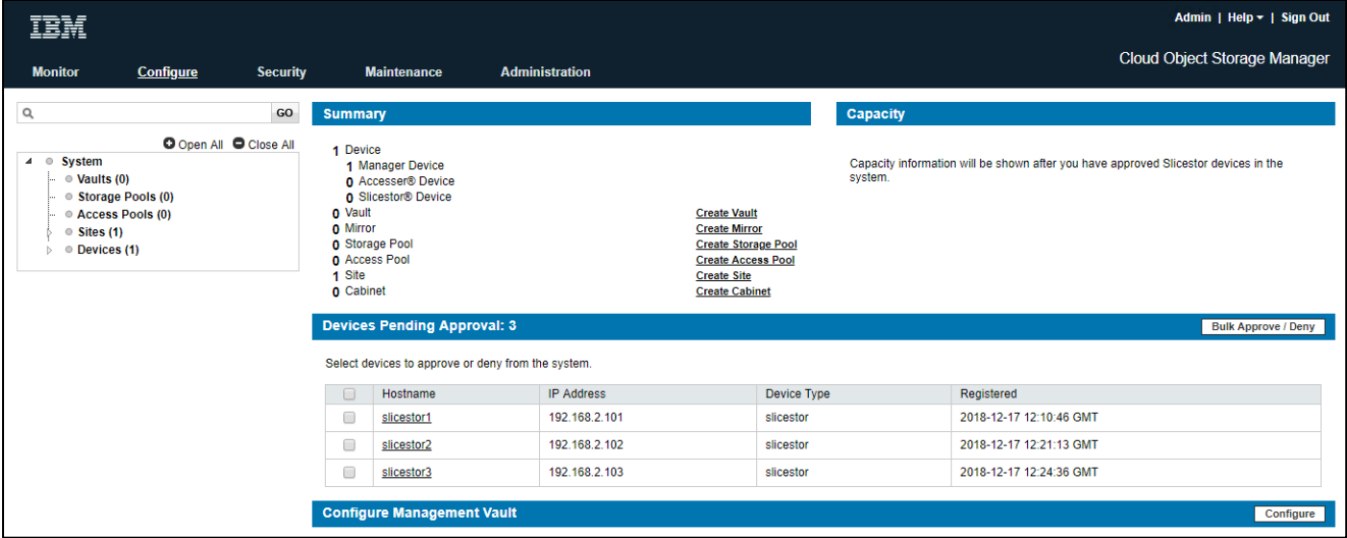 IBM
Admin | Help | Sign Out
Cloud Object Storage Manager
Monitor Configure Security Maintenance Administration
GO
Open All Close All
System
Vaults (0)
Storage Pools (0)
Access Pools (0)
Sites (1)
Devices (1)
Summary
1 Device
1 Manager Device
0 Accesser® Device
0 Slicestor® Device
0 Vault Create Vault
0 Mirror Create Mirror
0 Storage Pool Create Storage Pool
0 Access Pool Create Access Pool
1 Site Create Site
0 Cabinet Create Cabinet
Capacity
Capacity information will be shown after you have approved Slicestor devices in the
system.
Devices Pending Approval: 3 Bulk Approve / Deny
Select devices to approve or deny from the system.
Hostname IP Address Device Type Registered
slicestor1 192.168.2.101 slicestor 2018-12-17 12:10:46 GMT
slicestor2 192.168.2.102 slicestor 2018-12-17 12:21:13 GMT
slicestor3 192.168.2.103 slicestor 2018-12-17 12:24:36 GMT
Configure Management Vault Configure